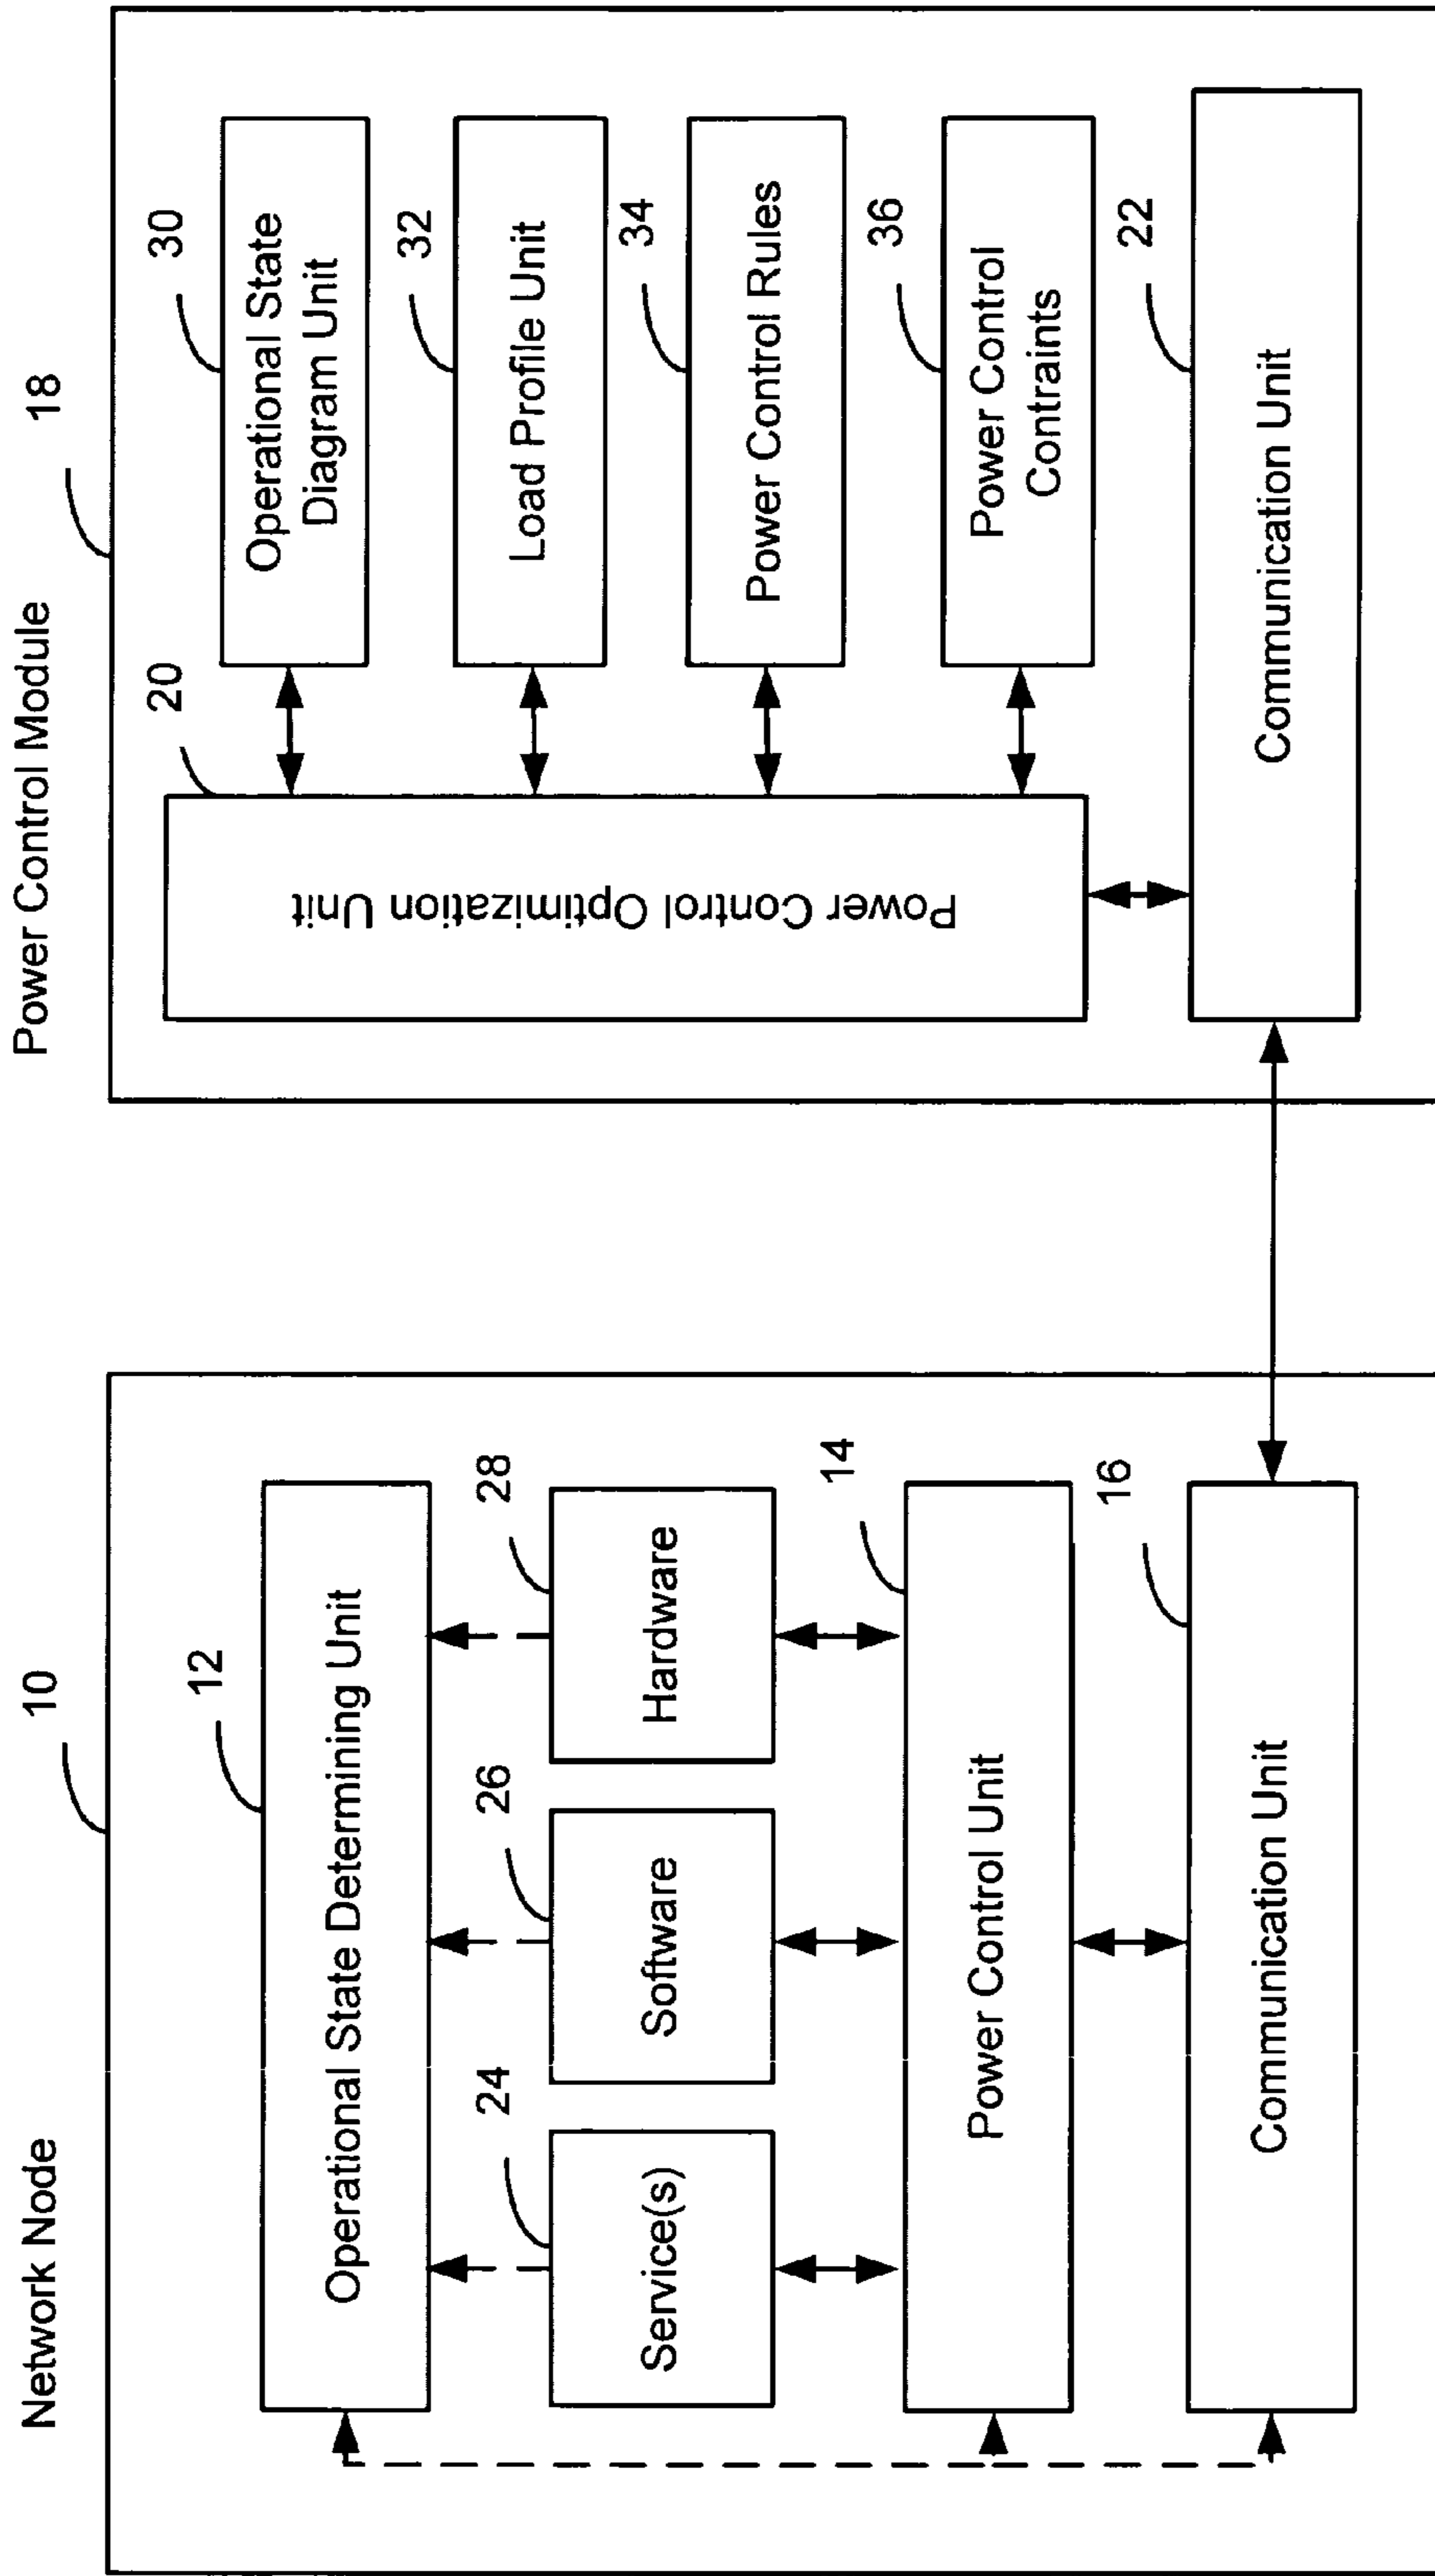 Network Node
10
12
Operational State Determining Unit
24
26
28
Service(s)
Software
Hardware
14
Power Control Unit
16
Communication Unit
Power Control Module
18
20
Power Control Optimization Unit
30
Operational State
Diagram Unit
32
Load Profile Unit
34
Power Control Rules
36
Power Control
Contraints
22
Communication Unit